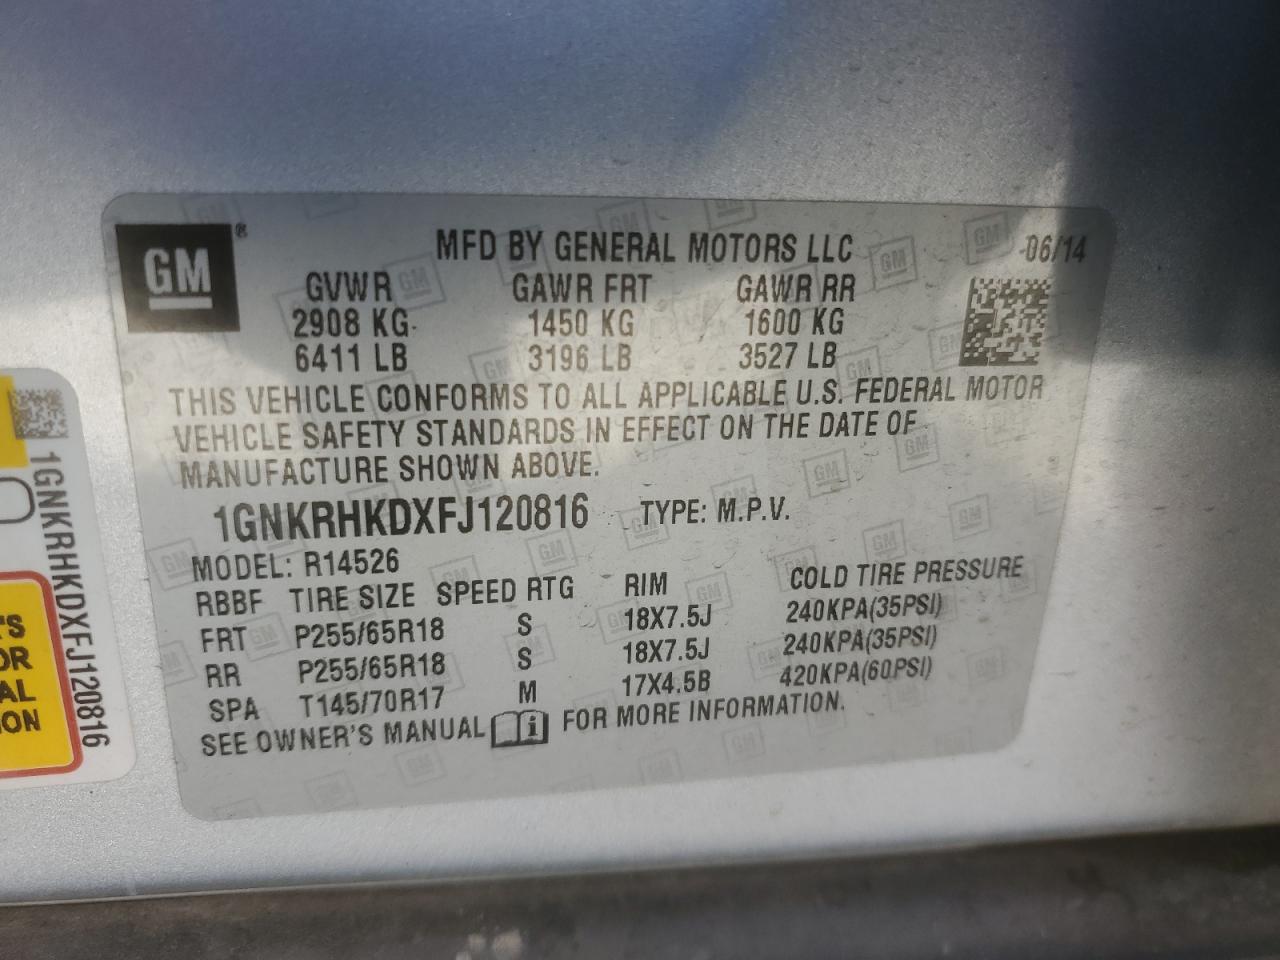 GM ®
MFD BY GENERAL MOTORS LLC 06/14
GVWR GAWR FRT GAWR RR
2908 KG 1450 KG 1600 KG
6411 LB 3196 LB 3527 LB
THIS VEHICLE CONFORMS TO ALL APPLICABLE U.S. FEDERAL MOTOR
VEHICLE SAFETY STANDARDS IN EFFECT ON THE DATE OF
MANUFACTURE SHOWN ABOVE.
1GNKRHKDXFJ120816 TYPE: M.P.V.
MODEL: R14526
RBBF TIRE SIZE SPEED RTG RIM COLD TIRE PRESSURE
FRT P255/65R18 S 18X7.5J 240KPA(35PSI)
RR P255/65R18 S 18X7.5J 240KPA(35PSI)
SPA T145/70R17 M 17X4.5B 420KPA(60PSI)
SEE OWNER'S MANUAL i FOR MORE INFORMATION.
1GNKRHKDXFJ120816
'S
OR
AL
ION